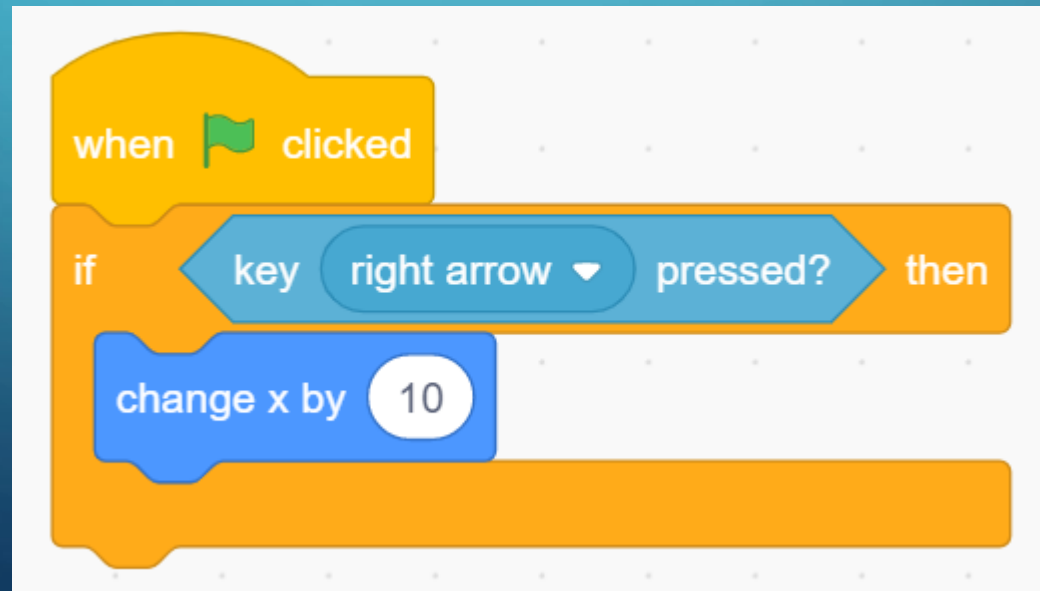 when clicked
if key right arrow pressed? then
change x by 10